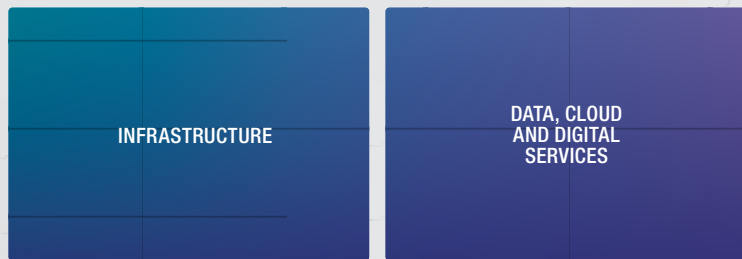 INFRASTRUCTURE
DATA, CLOUD
AND DIGITAL
SERVICES